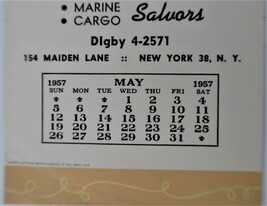 • MARINE
• CARGO Salvors
DIgby 4-2571
154 MAIDEN LANE :: NEW YORK 38, N. Y.
1957 MAY 1957
SUN MON TUE WED THU FRI SAT
1 2 3 4
5 6 7 8 9 10 11
12 13 14 15 16 17 18
19 20 21 22 23 24 25
26 27 28 29 30 31